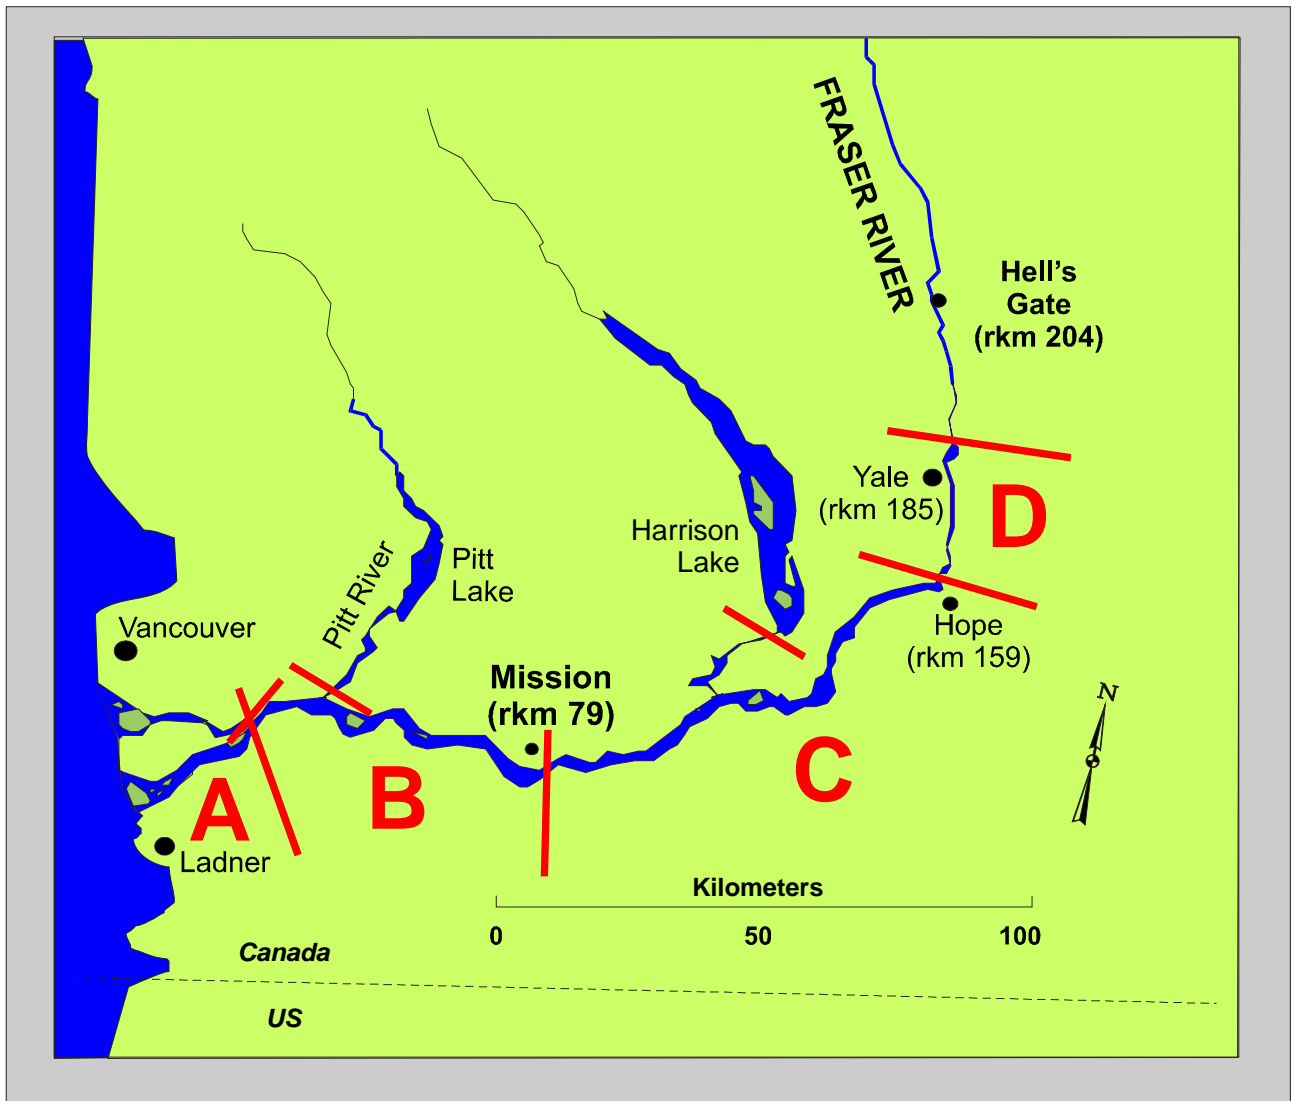 FRASER RIVER
Hell's
Gate
(rkm 204)
Yale
(rkm 185)
D
Harrison
Lake
Pitt River
Pitt
Lake
Vancouver
Hope
(rkm 159)
Mission
(rkm 79)
N
A
B
C
Ladner
Kilometers
0 50 100
Canada
US